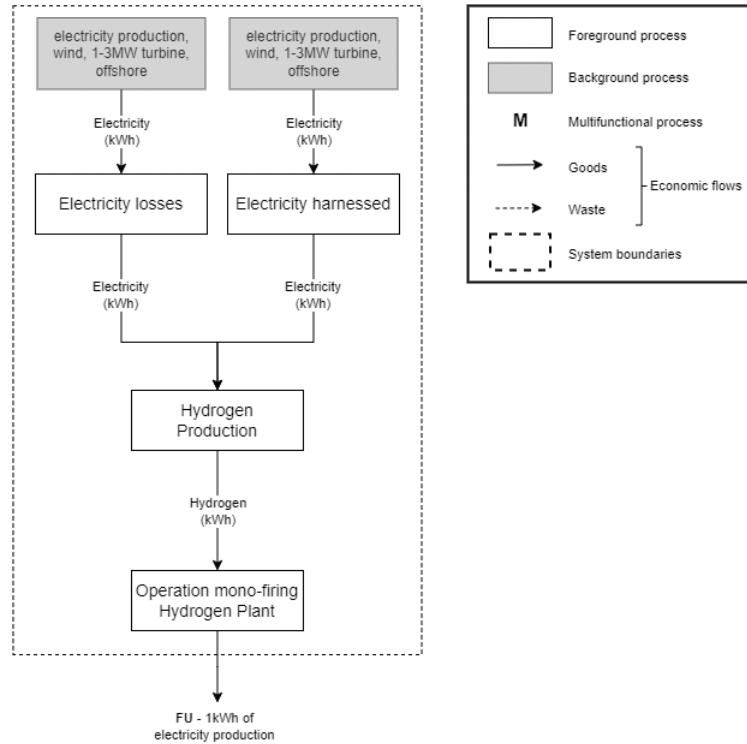 electricity production,
wind, 1-3MW turbine,
offshore
electricity production,
wind, 1-3MW turbine,
offshore
Electricity
(kWh)
Electricity
(kWh)
Electricity losses
Electricity harnessed
Electricity
(kWh)
Electricity
(kWh)
Hydrogen
Production
Hydrogen
(kWh)
Operation mono-firing
Hydrogen Plant
FU - 1kWh of
electricity production
Foreground process
Background process
M Multifunctional process
Goods
Economic flows
Waste
System boundaries